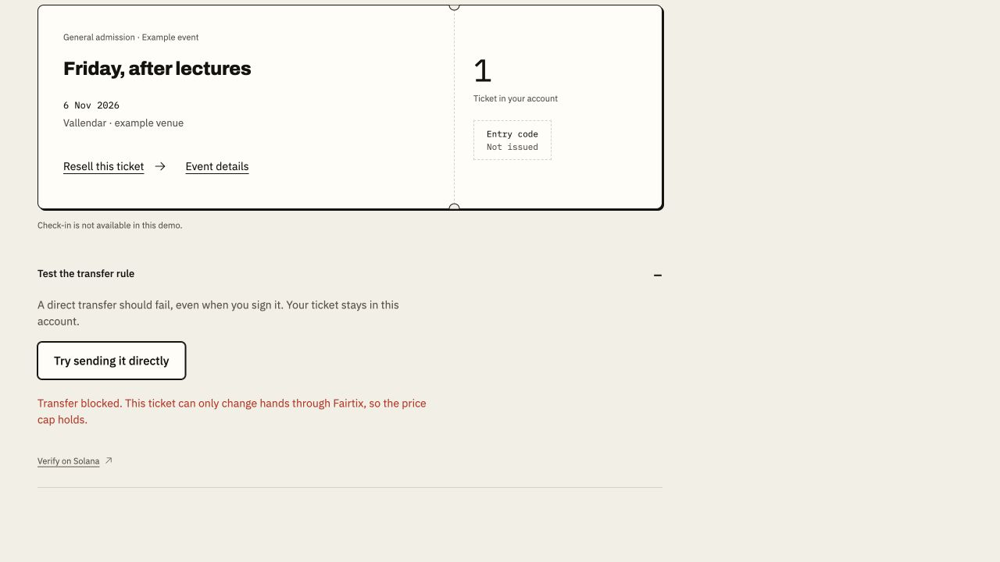 General admission · Example event
Friday, after lectures
6 Nov 2026
Vallendar · example venue
Resell this ticket → Event details
1
Ticket in your account
Entry code
Not issued
Check-in is not available in this demo.
Test the transfer rule –
A direct transfer should fail, even when you sign it. Your ticket stays in this
account.
Try sending it directly
Transfer blocked. This ticket can only change hands through Fairtix, so the price
cap holds.
Verify on Solana ↗